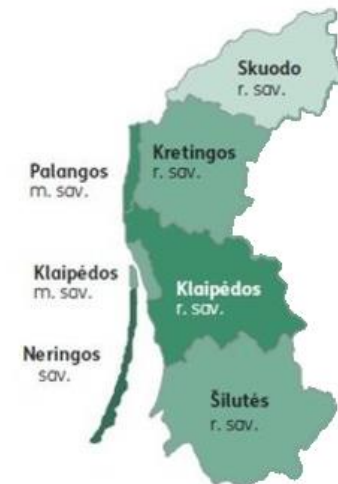 Skuodo
r. sav.
Kretingos
r. sav.
Palangos
m. sav.
Klaipėdos
m. sav.
Klaipėdos
r. sav.
Neringos
sav.
Šilutės
r. sav.